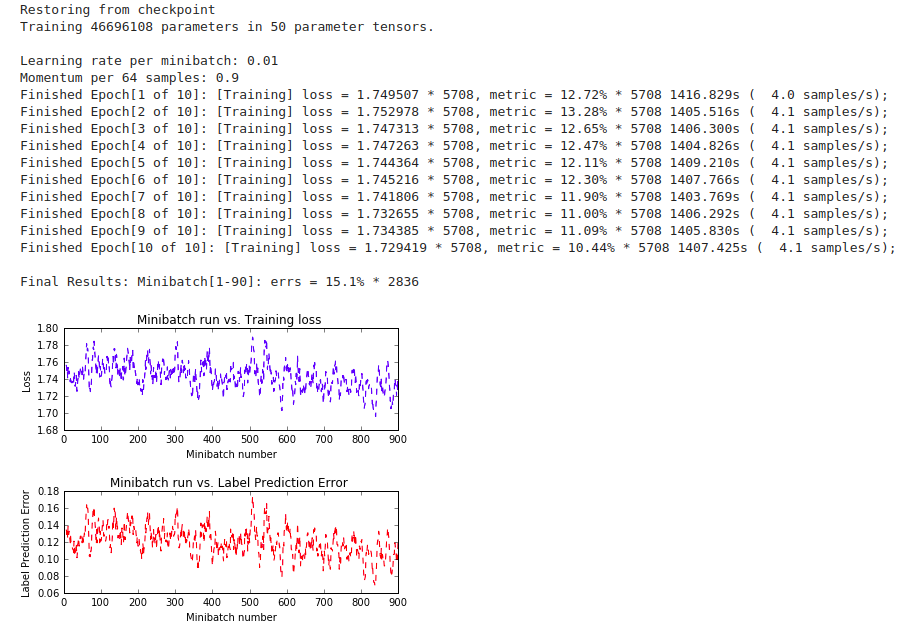 Restoring from checkpoint
Training 46696108 parameters in 50 parameter tensors.
Learning rate per minibatch: 0.01
Momentum per 64 samples: 0.9
Finished Epoch[1 of 10]: [Training] loss = 1.749507 * 5708, metric = 12.72% * 5708 1416.829s (  4.0 samples/s);
Finished Epoch[2 of 10]: [Training] loss = 1.752978 * 5708, metric = 13.28% * 5708 1405.516s (  4.1 samples/s);
Finished Epoch[3 of 10]: [Training] loss = 1.747313 * 5708, metric = 12.65% * 5708 1406.300s (  4.1 samples/s);
Finished Epoch[4 of 10]: [Training] loss = 1.747263 * 5708, metric = 12.47% * 5708 1404.826s (  4.1 samples/s);
Finished Epoch[5 of 10]: [Training] loss = 1.744364 * 5708, metric = 12.11% * 5708 1409.210s (  4.1 samples/s);
Finished Epoch[6 of 10]: [Training] loss = 1.745216 * 5708, metric = 12.30% * 5708 1407.766s (  4.1 samples/s);
Finished Epoch[7 of 10]: [Training] loss = 1.741806 * 5708, metric = 11.90% * 5708 1403.769s (  4.1 samples/s);
Finished Epoch[8 of 10]: [Training] loss = 1.732655 * 5708, metric = 11.00% * 5708 1406.292s (  4.1 samples/s);
Finished Epoch[9 of 10]: [Training] loss = 1.734385 * 5708, metric = 11.09% * 5708 1405.830s (  4.1 samples/s);
Finished Epoch[10 of 10]: [Training] loss = 1.729419 * 5708, metric = 10.44% * 5708 1407.425s (  4.1 samples/s);
Final Results: Minibatch[1-90]: errs = 15.1% * 2836
Minibatch run vs. Training loss
1.80
1.78
1.76
1.74
1.72
1.70
1.68
Loss
0 100 200 300 400 500 600 700 800 900
Minibatch number
Minibatch run vs. Label Prediction Error
0.18
0.16
0.14
0.12
0.10
0.08
0.06
Label Prediction Error
0 100 200 300 400 500 600 700 800 900
Minibatch number